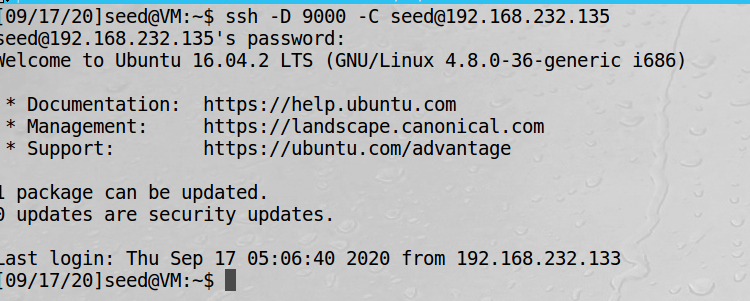 [09/17/20]seed@VM:~$ ssh -D 9000 -C seed@192.168.232.135
seed@192.168.232.135's password:
Welcome to Ubuntu 16.04.2 LTS (GNU/Linux 4.8.0-36-generic i686)
* Documentation:  https://help.ubuntu.com
* Management:     https://landscape.canonical.com
* Support:        https://ubuntu.com/advantage
1 package can be updated.
0 updates are security updates.
Last login: Thu Sep 17 05:06:40 2020 from 192.168.232.133
[09/17/20]seed@VM:~$